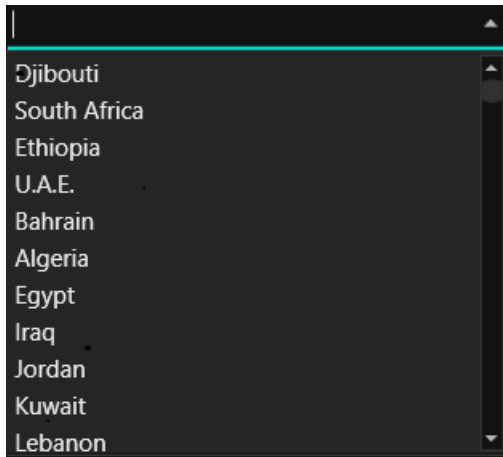 Djibouti
South Africa
Ethiopia
U.A.E.
Bahrain
Algeria
Egypt
Iraq
Jordan
Kuwait
Lebanon